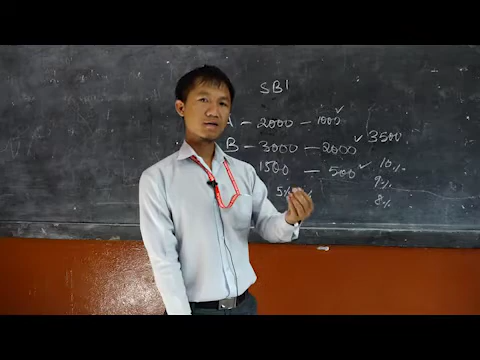 SBI
A - 2000 - 1000 ✓
B - 3000 - 2000 ✓ 3500
1500 - 500 ✓ 10%
5% 9%
8%